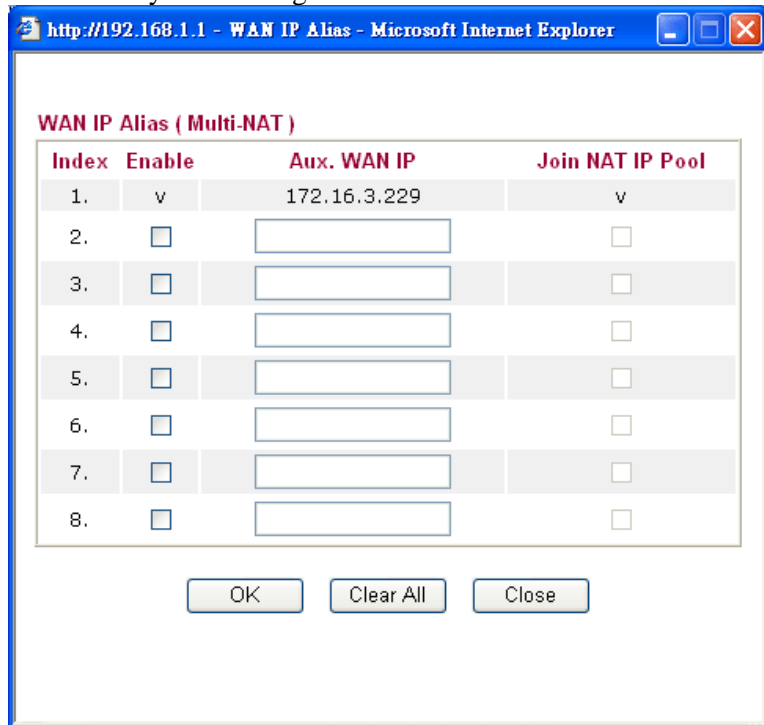 http://192.168.1.1 - WAN IP Alias - Microsoft Internet Explorer
WAN IP Alias ( Multi-NAT )
Index Enable Aux. WAN IP Join NAT IP Pool
1. v 172.16.3.229 v
2.
3.
4.
5.
6.
7.
8.
OK Clear All Close